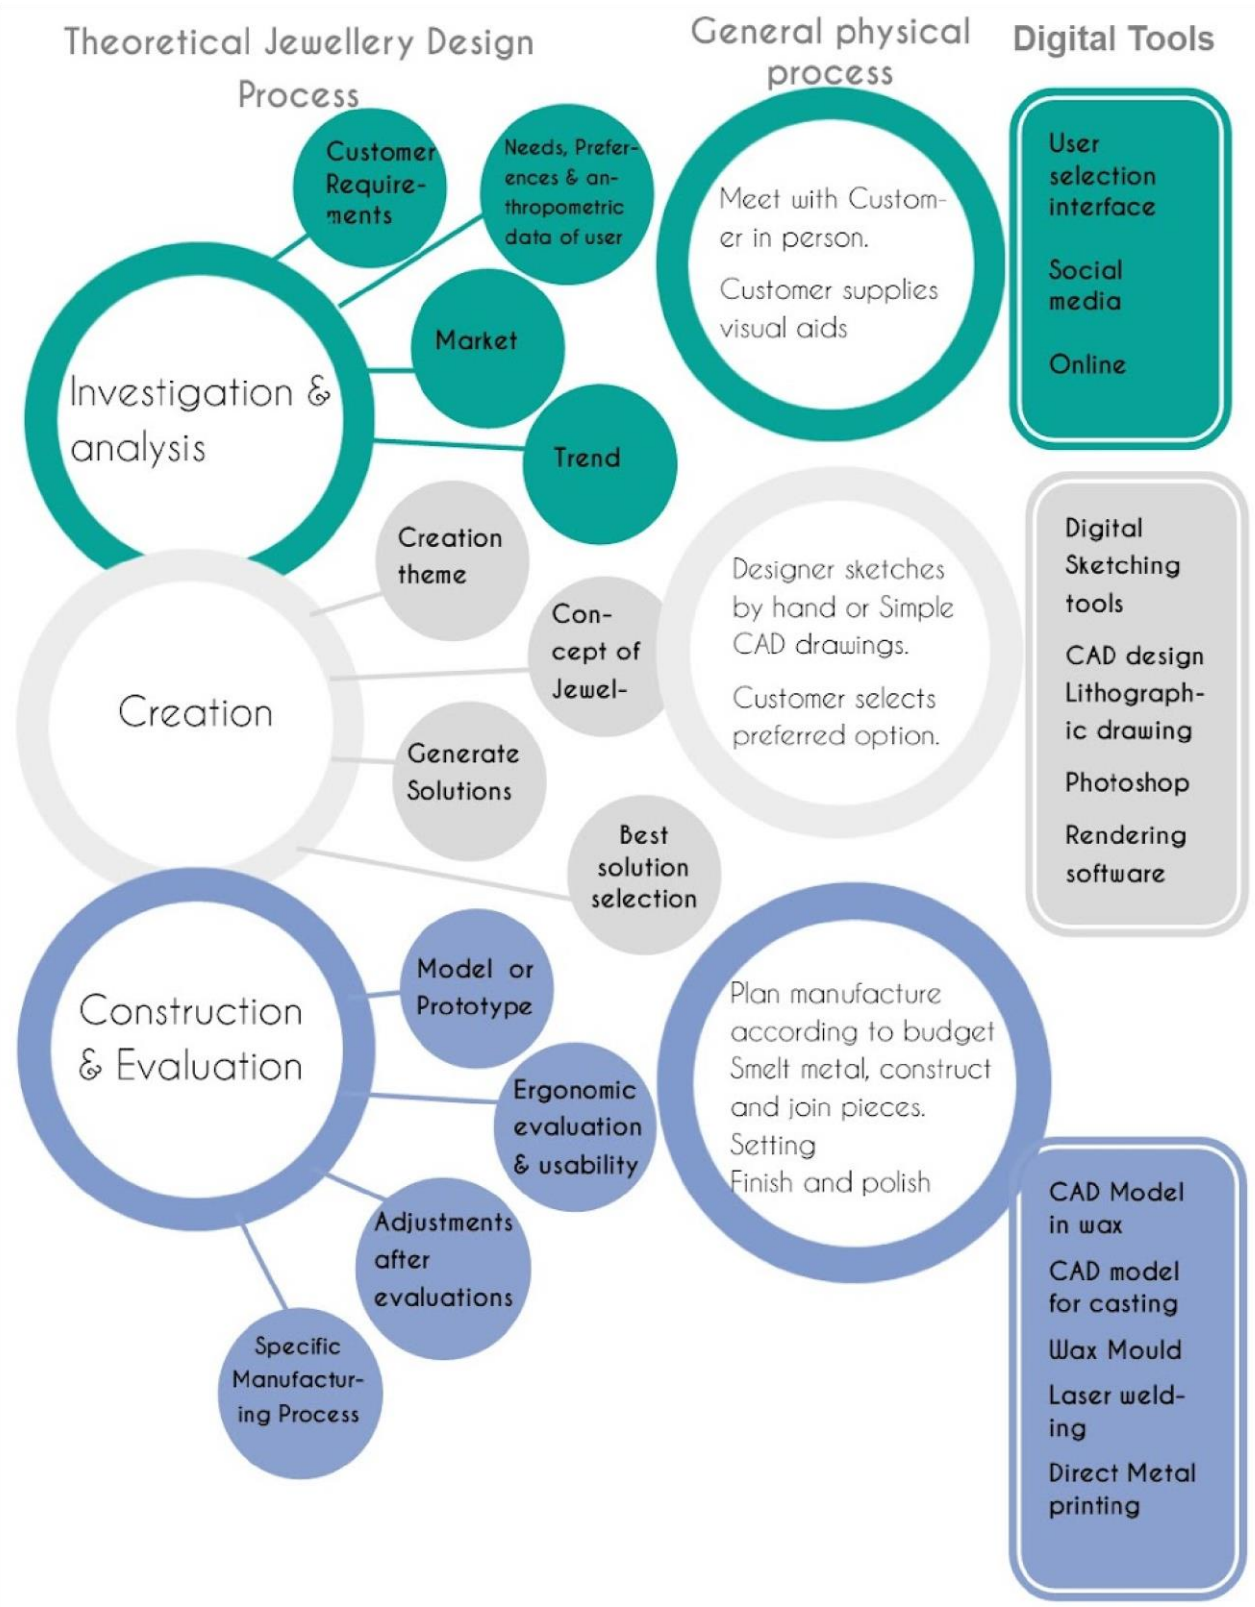 Theoretical Jewellery Design
Process
General physical
process
Digital Tools
Customer
Require-
ments
Needs, Prefer-
ences & an-
thropometric
data of user
Market
Trend
Investigation &
analysis
Meet with Custom-
er in person.
Customer supplies
visual aids
User
selection
interface
Social
media
Online
Creation
theme
Con-
cept of
Jewel-
Generate
Solutions
Best
solution
selection
Creation
Designer sketches
by hand or Simple
CAD drawings.
Customer selects
preferred option.
Digital
Sketching
tools
CAD design
Lithograph-
ic drawing
Photoshop
Rendering
software
Construction
& Evaluation
Model or
Prototype
Ergonomic
evaluation
& usability
Adjustments
after
evaluations
Specific
Manufactur-
ing Process
Plan manufacture
according to budget
Smelt metal, construct
and join pieces.
Setting
Finish and polish
CAD Model
in wax
CAD model
for casting
Wax Mould
Laser weld-
ing
Direct Metal
printing